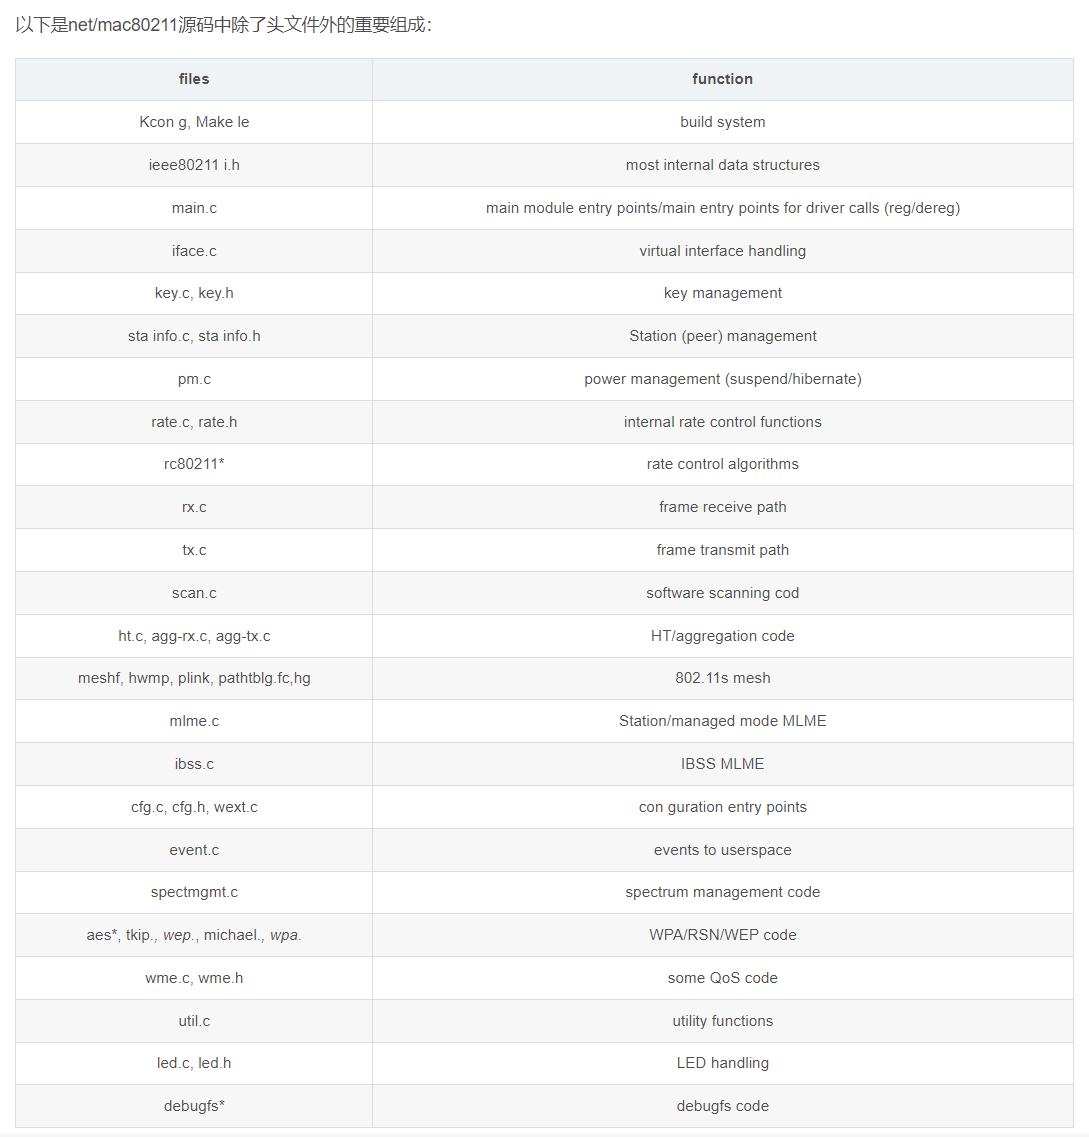 以下是net/mac80211源码中除了头文件外的重要组成：
files function
Kcon g, Make le build system
ieee80211 i.h most internal data structures
main.c main module entry points/main entry points for driver calls (reg/dereg)
iface.c virtual interface handling
key.c, key.h key management
sta info.c, sta info.h Station (peer) management
pm.c power management (suspend/hibernate)
rate.c, rate.h internal rate control functions
rc80211* rate control algorithms
rx.c frame receive path
tx.c frame transmit path
scan.c software scanning cod
ht.c, agg-rx.c, agg-tx.c HT/aggregation code
meshf, hwmp, plink, pathtblg.fc,hg 802.11s mesh
mlme.c Station/managed mode MLME
ibss.c IBSS MLME
cfg.c, cfg.h, wext.c con guration entry points
event.c events to userspace
spectmgmt.c spectrum management code
aes*, tkip., wep., michael., wpa. WPA/RSN/WEP code
wme.c, wme.h some QoS code
util.c utility functions
led.c, led.h LED handling
debugfs* debugfs code